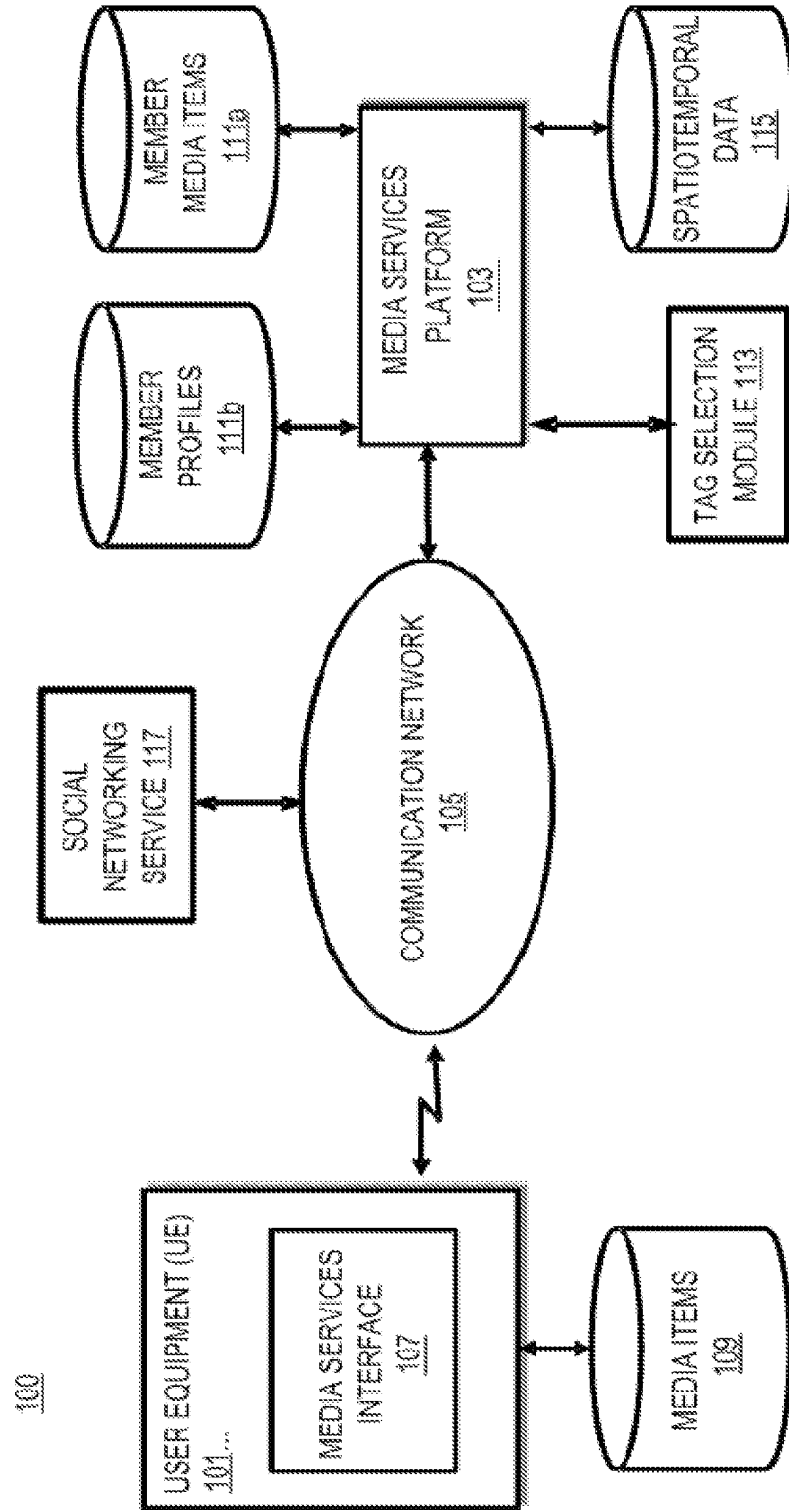 100
USER EQUIPMENT (UE)
101...
MEDIA SERVICES
INTERFACE
107
MEDIA ITEMS
109
SOCIAL
NETWORKING
SERVICE 117
COMMUNICATION NETWORK
105
MEMBER
PROFILES
111b
MEMBER
MEDIA ITEMS
111a
MEDIA SERVICES
PLATFORM
103
TAG SELECTION
MODULE 113
SPATIOTEMPORAL
DATA
115